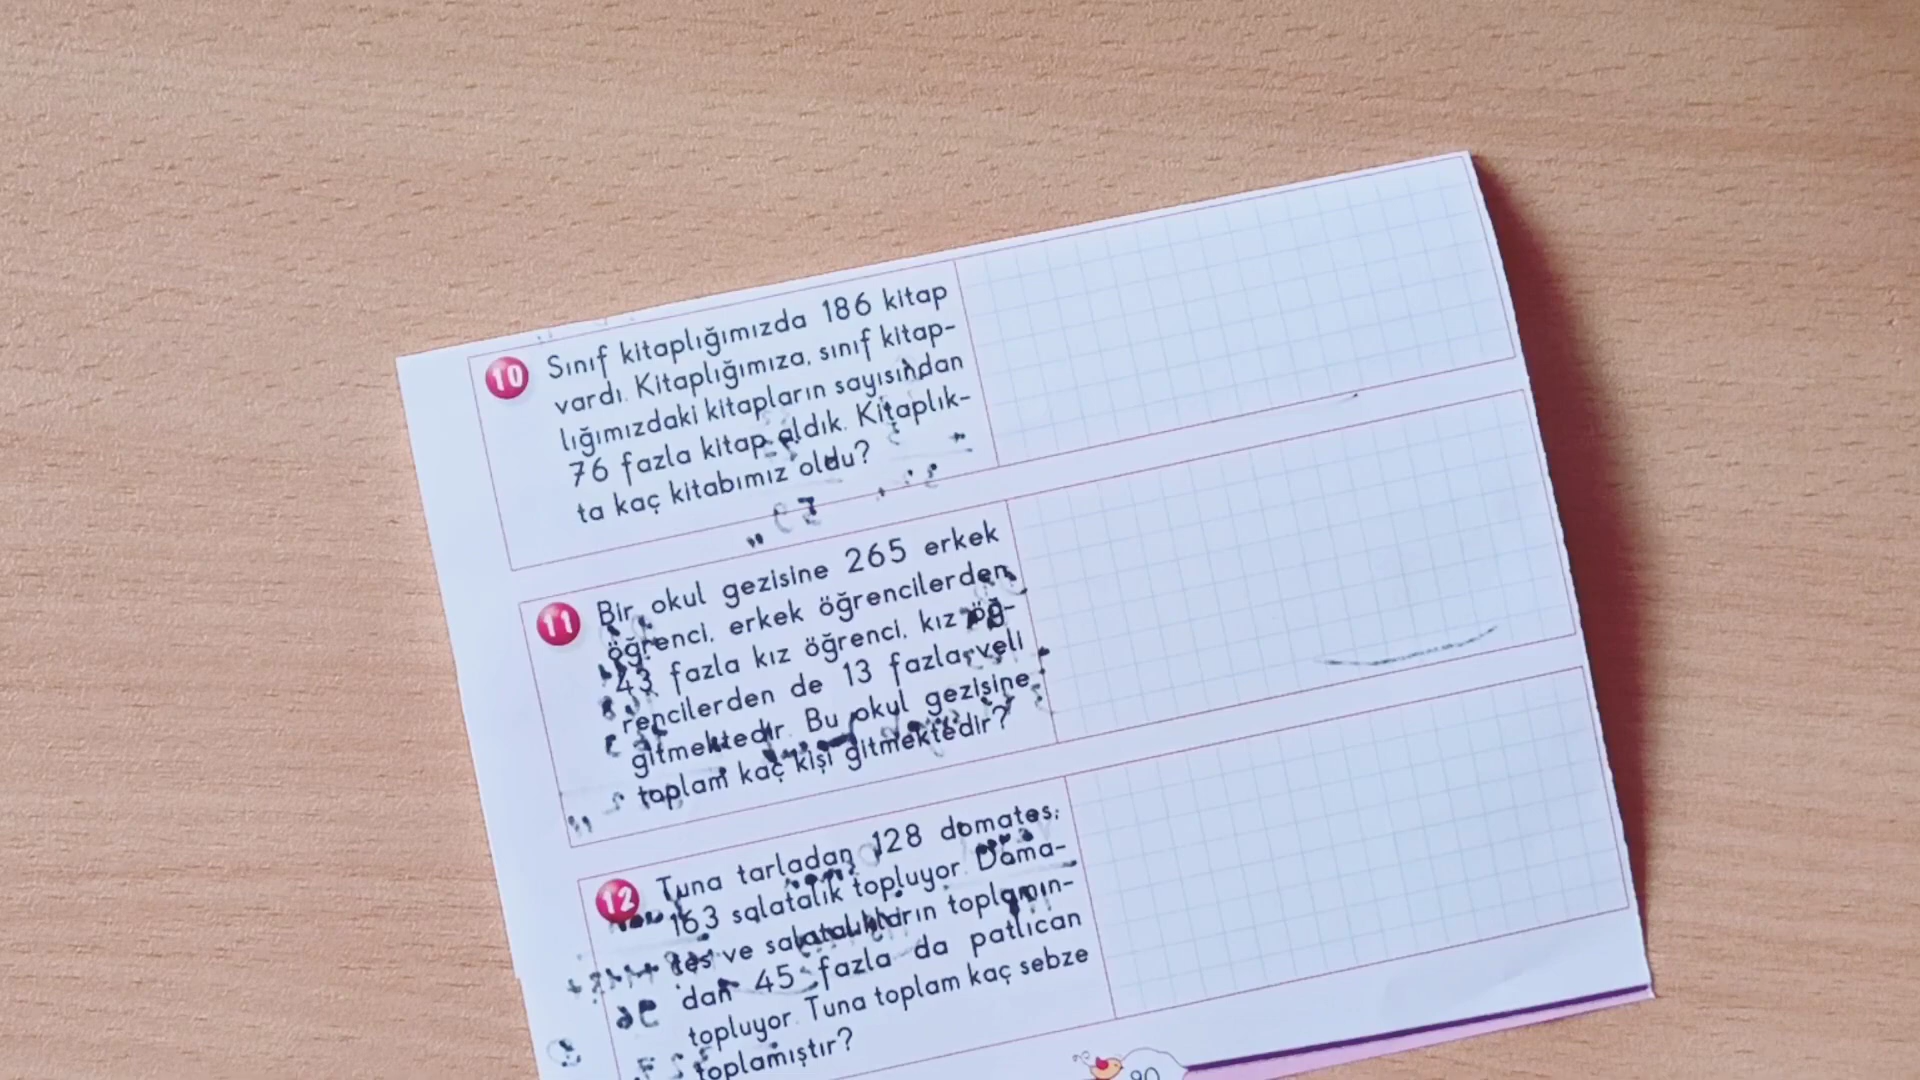 10
Sınıf kitaplığımızda 186 kitap
vardı. Kitaplığımıza, sınıf kitap-
lığımızdaki kitapların sayısından
76 fazla kitap aldık. Kitaplık-
ta kaç kitabımız oldu?
11
Bir okul gezisine 265 erkek
öğrenci, erkek öğrencilerden
43 fazla kız öğrenci, kız öğ-
rencilerden de 13 fazla veli
gitmektedir. Bu okul gezisine
toplam kaç kişi gitmektedir?
12
Tuna tarladan 128 domates,
163 salatalık topluyor. Doma-
tes ve salatalıkların toplamın-
dan 45 fazla da patlıcan
topluyor. Tuna toplam kaç sebze
toplamıştır?